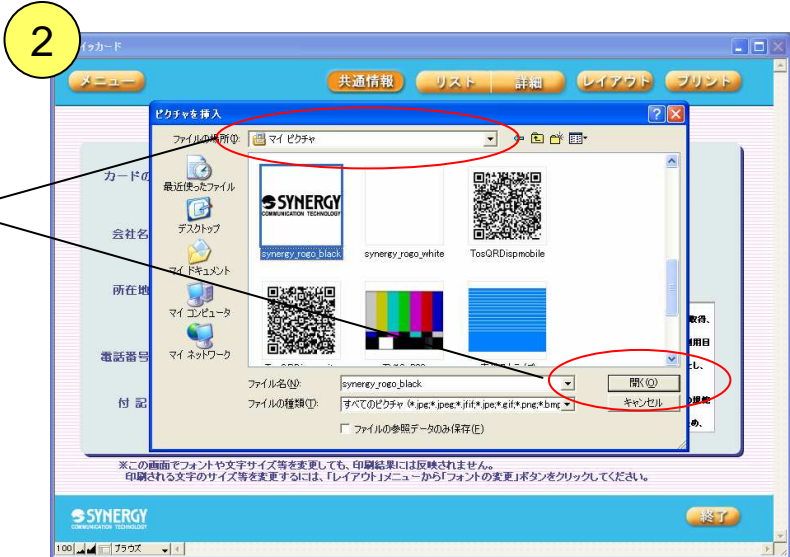 2
イッカード
メニュー
共通情報
リスト
詳細
レイアウト
プリント
ピクチャを挿入
ファイルの場所(I):
マイ ピクチャ
最近使ったファイル
デスクトップ
マイ ドキュメント
マイ コンピュータ
マイ ネットワーク
SYNERGY
COMMUNICATION TECHNOLOGY
synergy_rogo_black
synergy_rogo_white
TosQRDispmobile
カードの
会社名
所在地
電話番号
付 記
取得、
利用目
とし、
の規範
め、
ファイル名(N):
synergy_rogo_black
開く(O)
ファイルの種類(T):
すべてのピクチャ (*.jpg;*.jpeg;*.jfif;*.jpe;*.gif;*.png;*.bmp
キャンセル
ファイルの参照データのみ保存(E)
※この画面でフォントや文字サイズ等を変更しても、印刷結果には反映されません。
印刷される文字のサイズ等を変更するには、「レイアウト」メニューから「フォントの変更」ボタンをクリックしてください。
SYNERGY
COMMUNICATION TECHNOLOGY
終了
100
ブラウズ